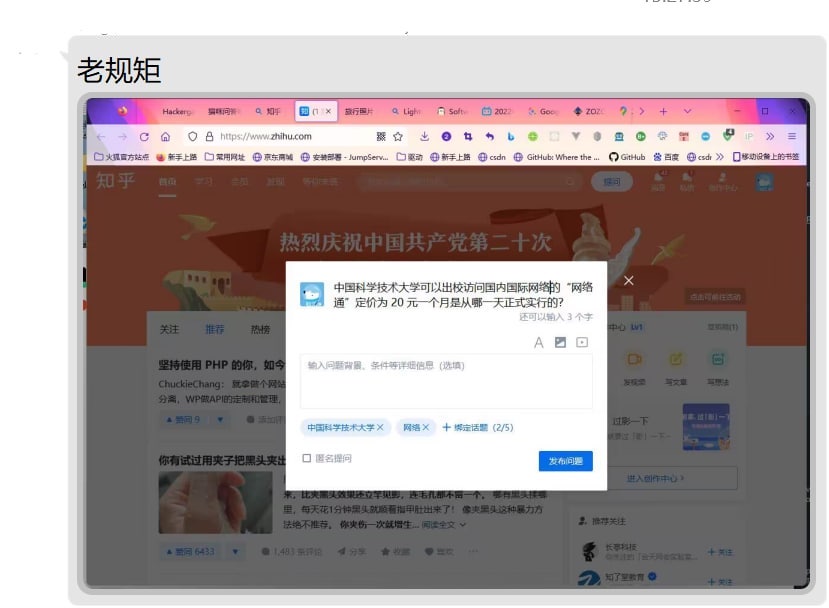 老规矩
Hackerg 猫咪问答 知乎 (1 旅行照片 Light Softw 2022 Goog ZOZO
https://www.zhihu.com
火狐官方站点 新手上路 常用网址 京东商城 安装部署 - JumpServ... 驱动 新手上路 csdn GitHub: Where the ... GitHub 百度 csdn 移动设备上的书签
知乎 首页 学习 会员 发现 等你来答 提问 消息 私信 创作中心
热烈庆祝中国共产党第二十次
点击可前往活动
中国科学技术大学可以出校访问国内国际网络的“网络
通”定价为 20 元一个月是从哪一天正式实行的?
还可以输入 3 个字
输入问题背景、条件等详细信息 (选填)
中国科学技术大学 网络 + 绑定话题 (2/5)
匿名提问
发布问题
关注 推荐 热榜
坚持使用 PHP 的你，如今
ChuckieChang： 就拿做个网站
分离，WP做API的定制和管理，
赞同 9 添加评
你有试过用夹子把黑头夹出
来，比夹黑头效果还立竿见影，连毛孔都不留一个，
里，每天花1分钟黑头就顺着指甲肚出来了！ 像夹黑头这种暴力方
法绝不推荐， 你夹伤一次就增生... 阅读全文
赞同 6433 1,483 条评论 分享 收藏 喜欢
中心 Lv1 草稿箱(1)
发视频 写文章 写想法
过影一下
进入创作中心
推荐关注
长亭科技
+ 关注
知了堂教育
+ 关注